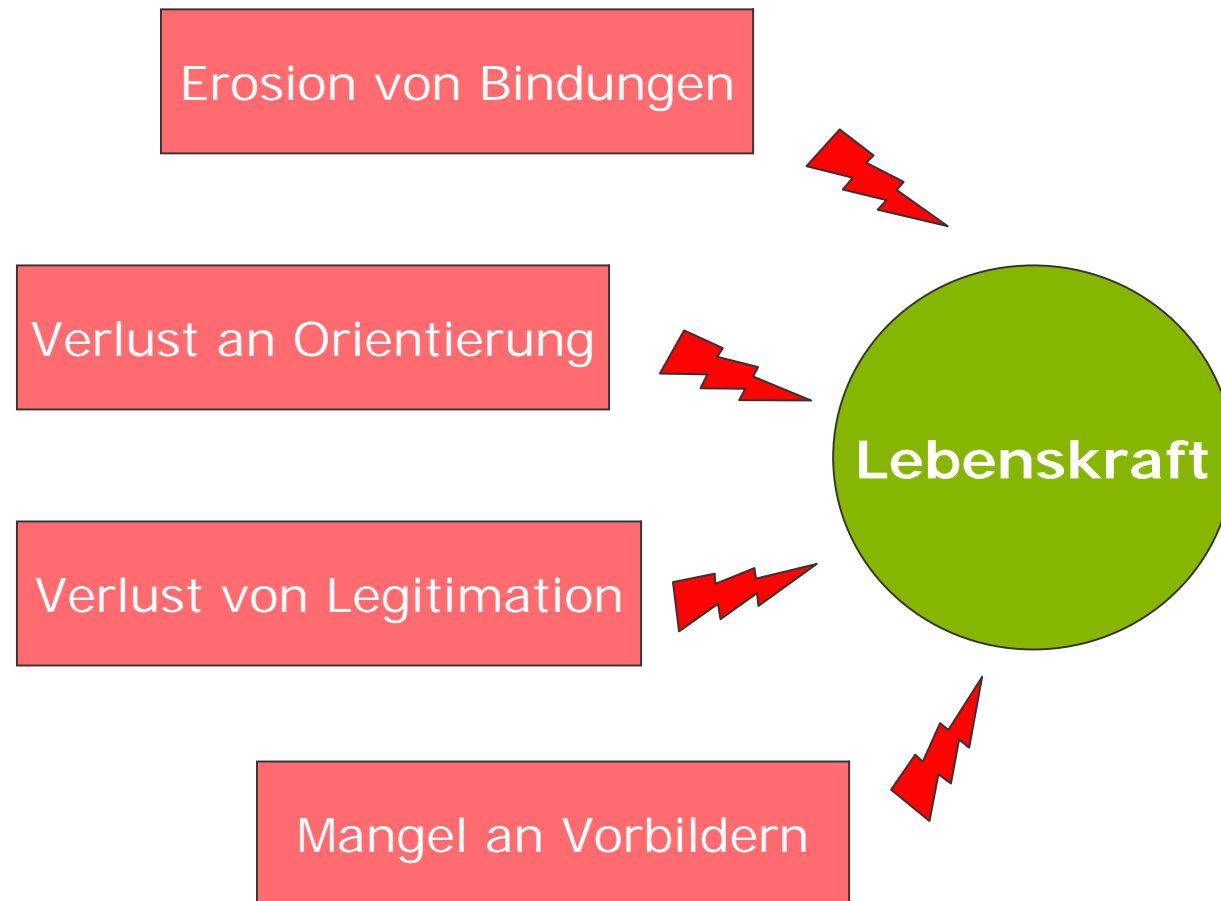 Erosion von Bindungen
Verlust an Orientierung
Lebenskraft
Verlust von Legitimation
Mangel an Vorbildern